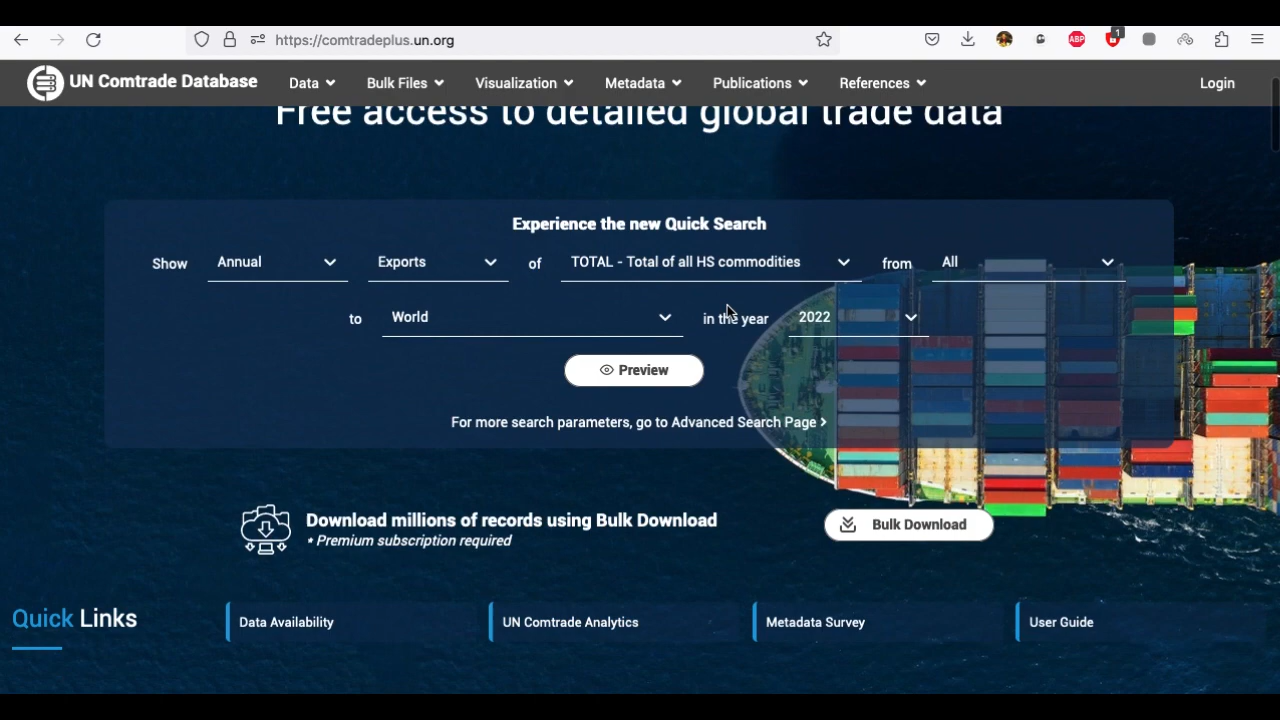 https://comtradeplus.un.org
ABP
1
UN Comtrade Database Data Bulk Files Visualization Metadata Publications References Login
Free access to detailed global trade data
Experience the new Quick Search
Show Annual Exports of TOTAL - Total of all HS commodities from All
to World in the year 2022
Preview
For more search parameters, go to Advanced Search Page >
Download millions of records using Bulk Download
* Premium subscription required
Bulk Download
Quick Links Data Availability UN Comtrade Analytics Metadata Survey User Guide